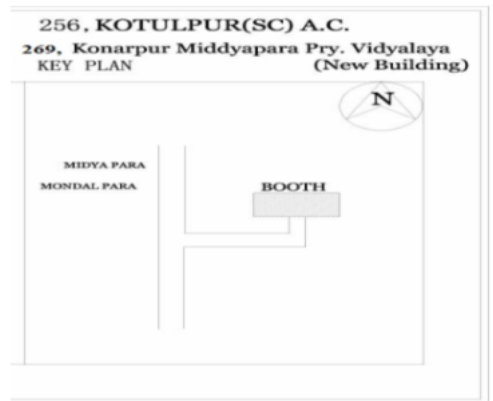 256, KOTULPUR(SC) A.C.
269, Konarpur Middyapara Pry. Vidyalaya
KEY PLAN (New Building)
N
MIDYA PARA
MONDAL PARA BOOTH